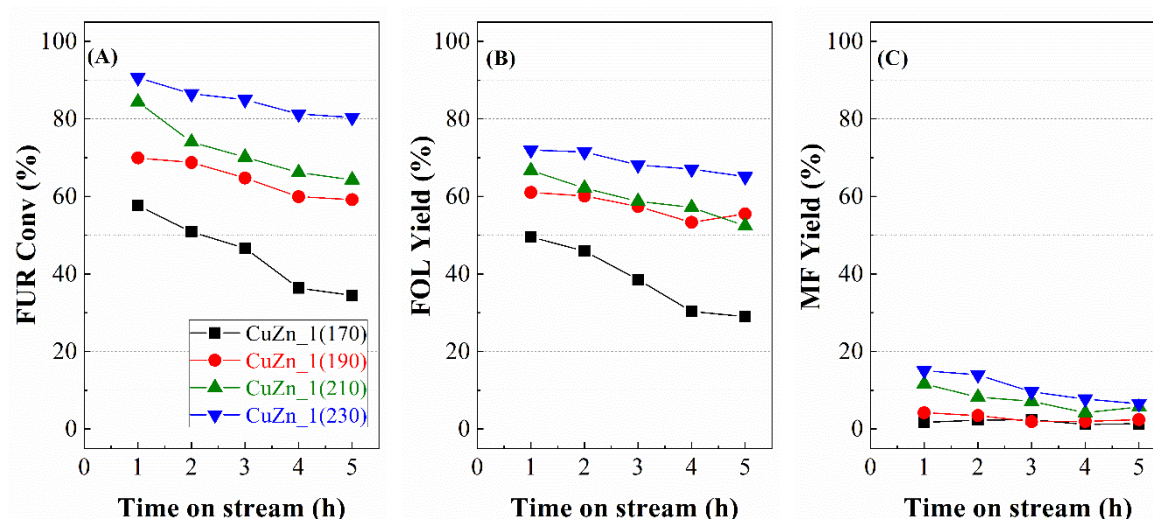 (A)
FUR Conv (%)
100
80
60
40
20
0
0 1 2 3 4 5
Time on stream (h)
CuZn_1(170)
CuZn_1(190)
CuZn_1(210)
CuZn_1(230)
(B)
FOL Yield (%)
100
80
60
40
20
0
0 1 2 3 4 5
Time on stream (h)
(C)
MF Yield (%)
100
80
60
40
20
0
0 1 2 3 4 5
Time on stream (h)